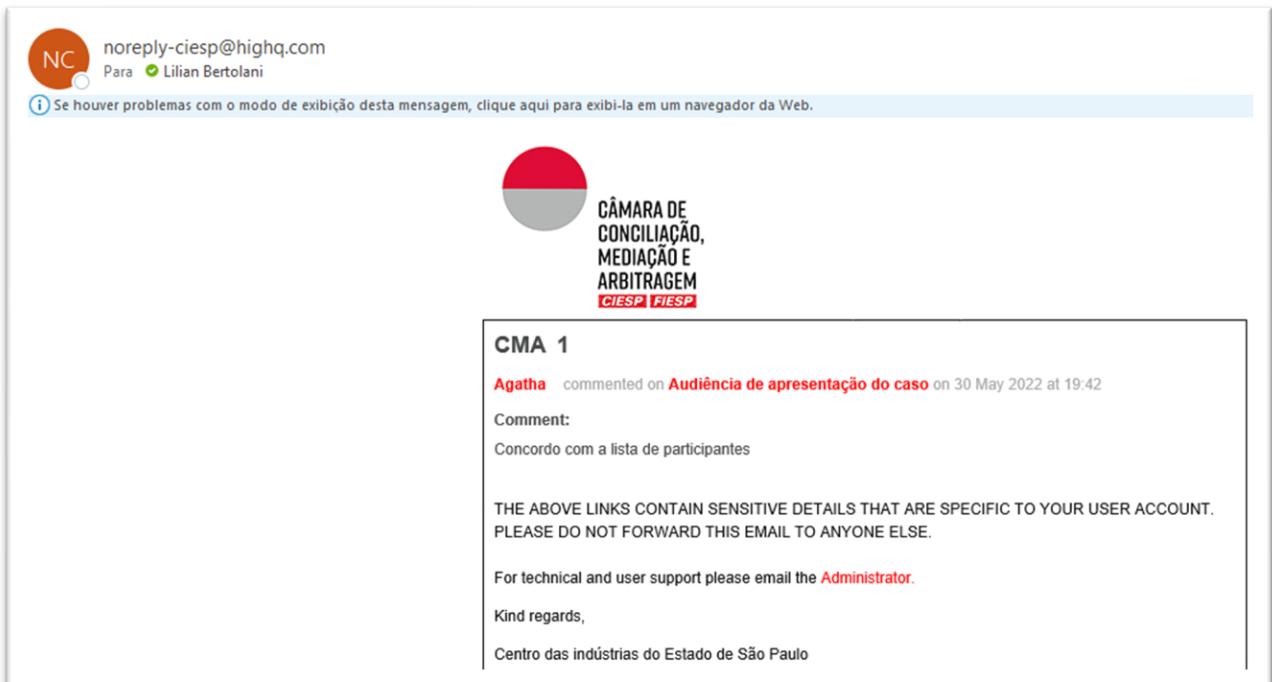 NC
noreply-ciesp@highq.com
Para Lilian Bertolani
Se houver problemas com o modo de exibição desta mensagem, clique aqui para exibi-la em um navegador da Web.
CÂMARA DE
CONCILIAÇÃO,
MEDIAÇÃO E
ARBITRAGEM
CIESP FIESP
CMA 1
Agatha commented on Audiência de apresentação do caso on 30 May 2022 at 19:42
Comment:
Concordo com a lista de participantes
THE ABOVE LINKS CONTAIN SENSITIVE DETAILS THAT ARE SPECIFIC TO YOUR USER ACCOUNT.
PLEASE DO NOT FORWARD THIS EMAIL TO ANYONE ELSE.
For technical and user support please email the Administrator.
Kind regards,
Centro das indústrias do Estado de São Paulo